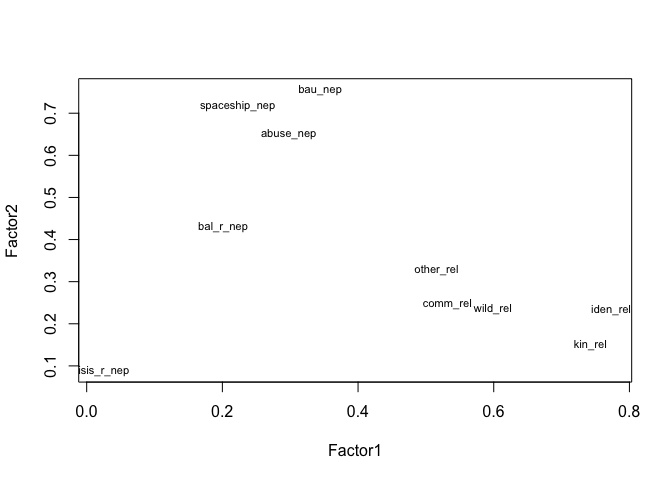 bau_nep
spaceship_nep
abuse_nep
bal_r_nep
other_rel
comm_rel
wild_rel
iden_rel
kin_rel
isis_r_nep
0.7
0.6
0.5
0.4
0.3
0.2
0.1
Factor2
0.0 0.2 0.4 0.6 0.8
Factor1